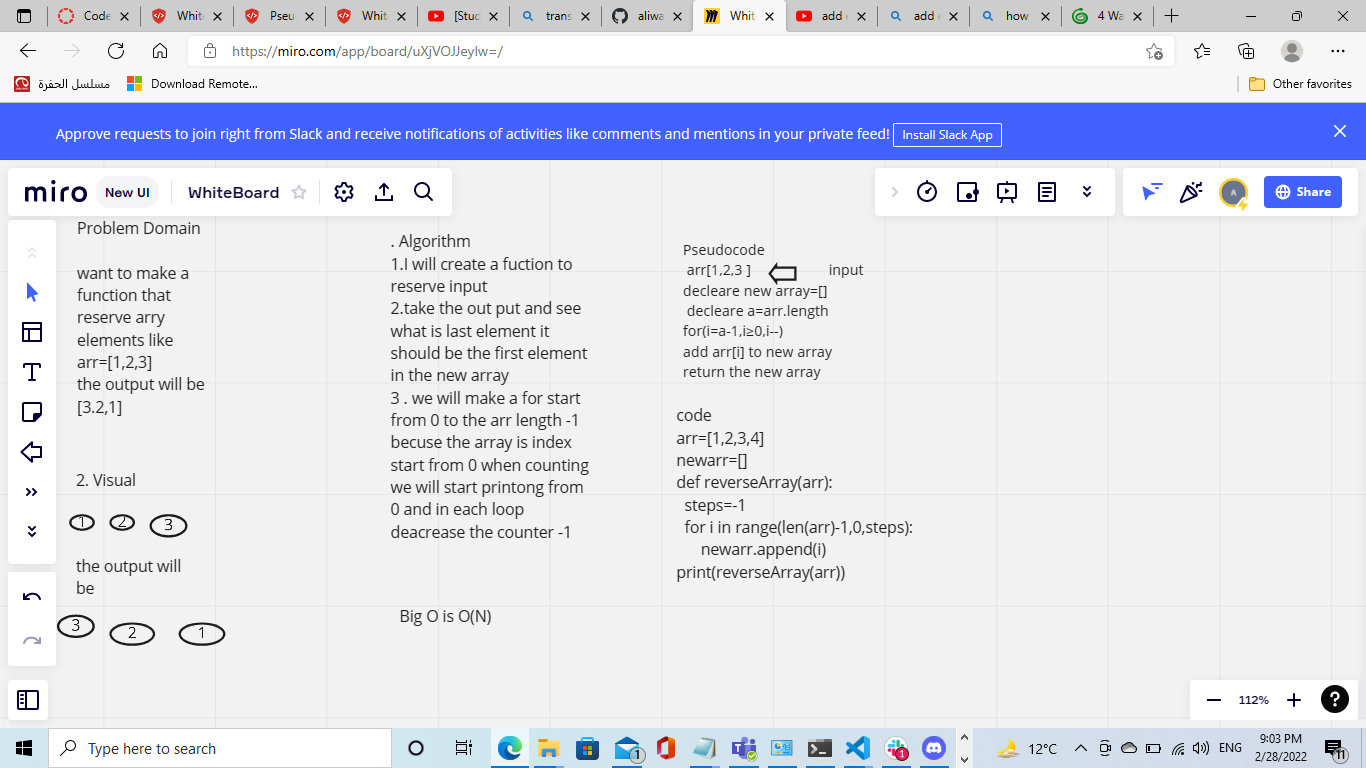 Code
White
Pseu
White
[Stud
trans
aliwa
Whit
add
add
how
4 Wa
https://miro.com/app/board/uXjVOJJeylw=/
مسلسل الحفرة
Download Remote...
Other favorites
Approve requests to join right from Slack and receive notifications of activities like comments and mentions in your private feed!
Install Slack App
miro
New UI
WhiteBoard
A
Share
Problem Domain
want to make a
function that
reserve arry
elements like
arr=[1,2,3]
the output will be
[3.2,1]
2. Visual
1 2 3
the output will
be
3 2 1
. Algorithm
1.I will create a fuction to
reserve input
2.take the out put and see
what is last element it
should be the first element
in the new array
3 . we will make a for start
from 0 to the arr length -1
becuse the array is index
start from 0 when counting
we will start printong from
0 and in each loop
deacrease the counter -1
Big O is O(N)
Pseudocode
arr[1,2,3 ] input
decleare new array=[]
decleare a=arr.length
for(i=a-1,i≥0,i--)
add arr[i] to new array
return the new array
code
arr=[1,2,3,4]
newarr=[]
def reverseArray(arr):
steps=-1
for i in range(len(arr)-1,0,steps):
newarr.append(i)
print(reverseArray(arr))
112%
Type here to search
1
1
12°C
ENG
9:03 PM
2/28/2022
11